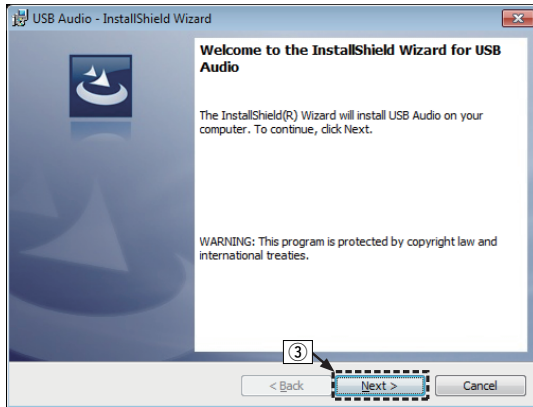 USB Audio - InstallShield Wizard
Welcome to the InstallShield Wizard for USB
Audio
The InstallShield(R) Wizard will install USB Audio on your
computer. To continue, click Next.
WARNING: This program is protected by copyright law and
international treaties.
③
< Back Next > Cancel